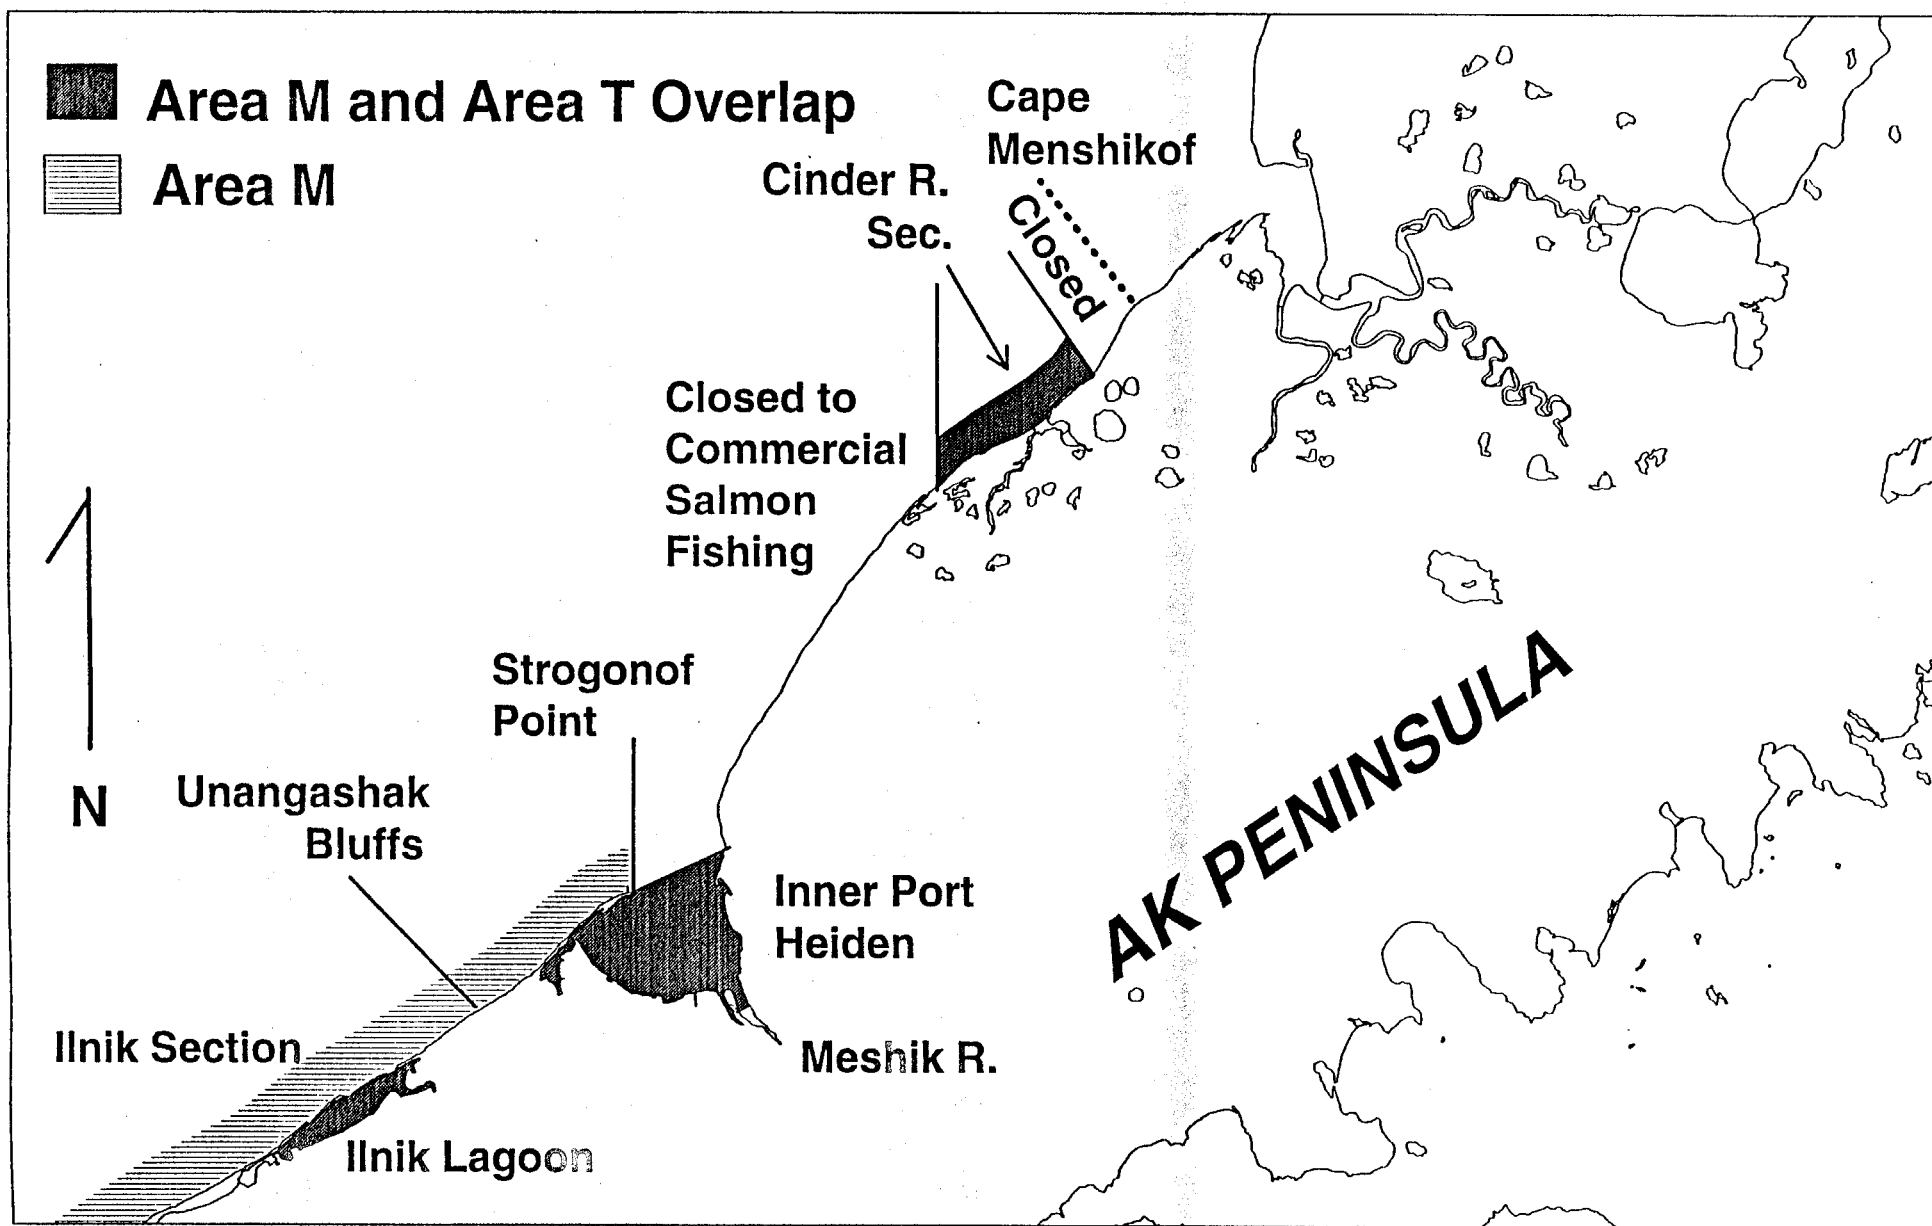 Area M and Area T Overlap
Area M
Cape
Menshikof
Cinder R.
Sec.
Closed
Closed to
Commercial
Salmon
Fishing
Strogonof
Point
N
Unangashak
Bluffs
AK PENINSULA
Inner Port
Heiden
Ilnik Section
Meshik R.
Ilnik Lagoon